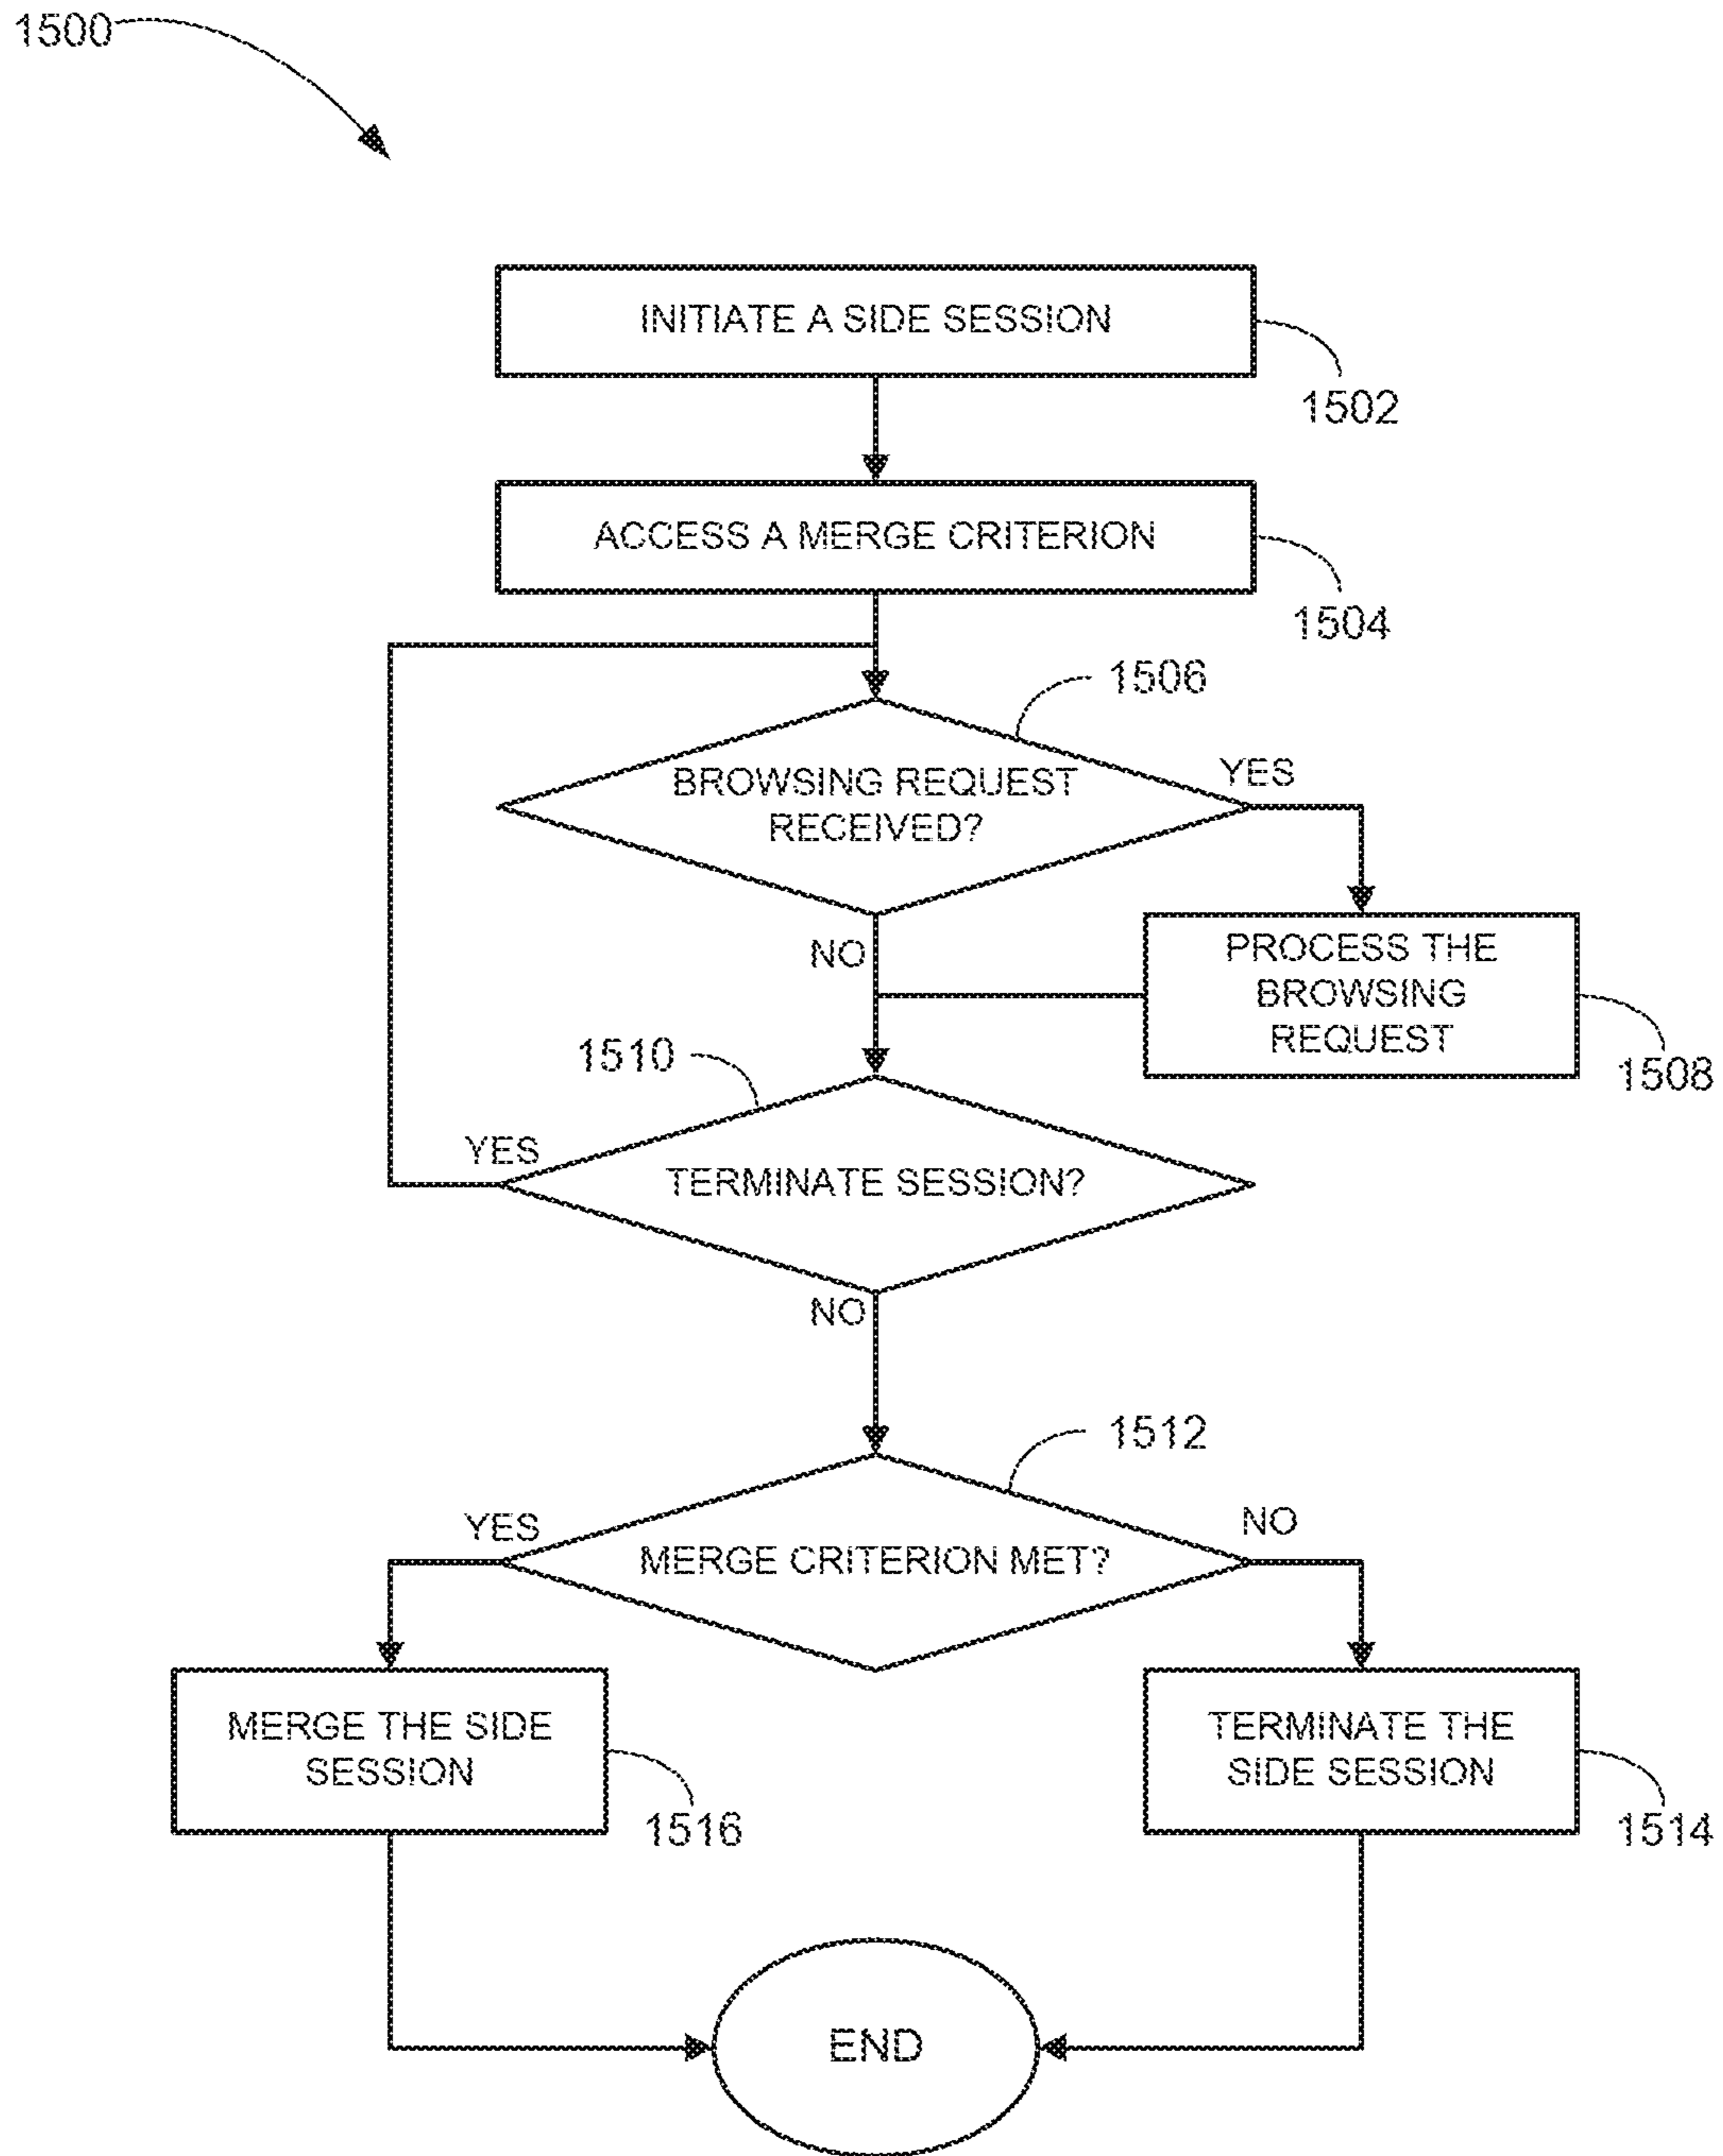 1500
INITIATE A SIDE SESSION
1502
ACCESS A MERGE CRITERION
1504
1506
BROWSING REQUEST
RECEIVED?
YES
NO
PROCESS THE
BROWSING
REQUEST
1508
1510
YES
TERMINATE SESSION?
NO
1512
YES
NO
MERGE CRITERION MET?
MERGE THE SIDE
SESSION
1516
TERMINATE THE
SIDE SESSION
1514
END